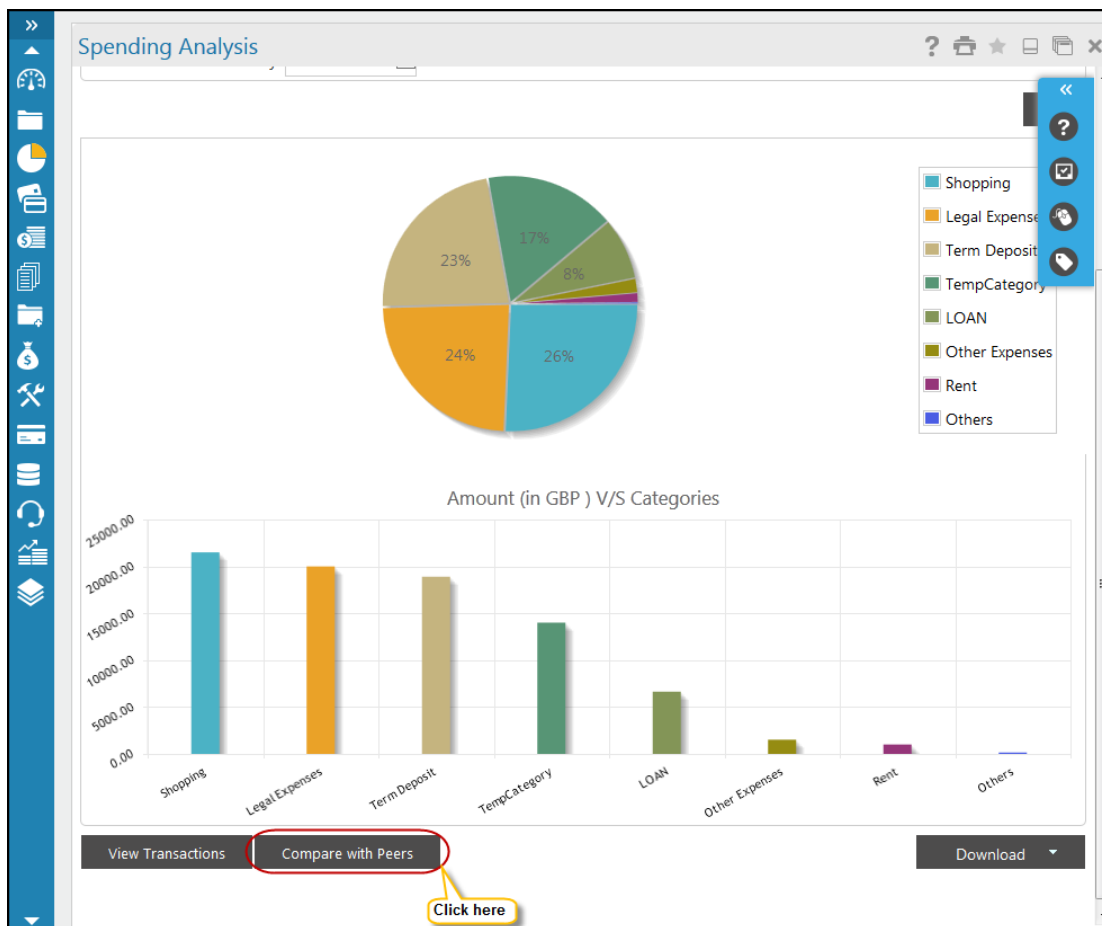 Spending Analysis
Shopping
Legal Expense
Term Deposit
TempCategory
LOAN
Other Expenses
Rent
Others
17%
23%
8%
24%
26%
Amount (in GBP ) V/S Categories
25000.00
20000.00
15000.00
10000.00
5000.00
0.00
Shopping
Legal Expenses
Term Deposit
TempCategory
LOAN
Other Expenses
Rent
Others
View Transactions
Compare with Peers
Download
Click here